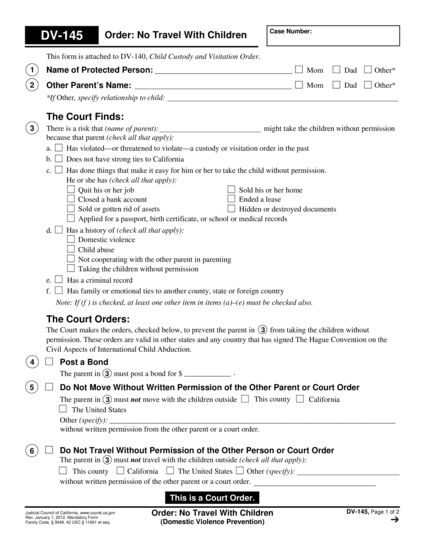 DV-145
Order: No Travel With Children
Case Number:
This form is attached to DV-140, Child Custody and Visitation Order.
1 Name of Protected Person: Mom Dad Other*
2 Other Parent's Name: Mom Dad Other*
*If Other, specify relationship to child:
The Court Finds:
3 There is a risk that (name of parent): might take the children without permission
because that parent (check all that apply):
a. Has violated—or threatened to violate—a custody or visitation order in the past
b. Does not have strong ties to California
c. Has done things that make it easy for him or her to take the child without permission.
He or she has (check all that apply):
Quit his or her job Sold his or her home
Closed a bank account Ended a lease
Sold or gotten rid of assets Hidden or destroyed documents
Applied for a passport, birth certificate, or school or medical records
d. Has a history of (check all that apply):
Domestic violence
Child abuse
Not cooperating with the other parent in parenting
Taking the children without permission
e. Has a criminal record
f. Has family or emotional ties to another county, state or foreign country
Note: If (f ) is checked, at least one other item in items (a)–(e) must be checked also.
The Court Orders:
The Court makes the orders, checked below, to prevent the parent in 3 from taking the children without
permission. These orders are valid in other states and any country that has signed The Hague Convention on the
Civil Aspects of International Child Abduction.
4 Post a Bond
The parent in 3 must post a bond for $ .
5 Do Not Move Without Written Permission of the Other Parent or Court Order
The parent in 3 must not move with the children outside This county California
The United States
Other (specify):
without written permission from the other parent or a court order.
6 Do Not Travel Without Permission of the Other Person or Court Order
The parent in 3 must not travel with the children outside (check all that apply):
This county California The United States Other (specify):
without written permission of the other parent or a court order.
This is a Court Order.
Judicial Council of California, www.courts.ca.gov
Rev. January 1, 2012, Mandatory Form
Family Code, § 3048, 42 USC § 11601 et seq.
Order: No Travel With Children
(Domestic Violence Prevention)
DV-145, Page 1 of 2
➔